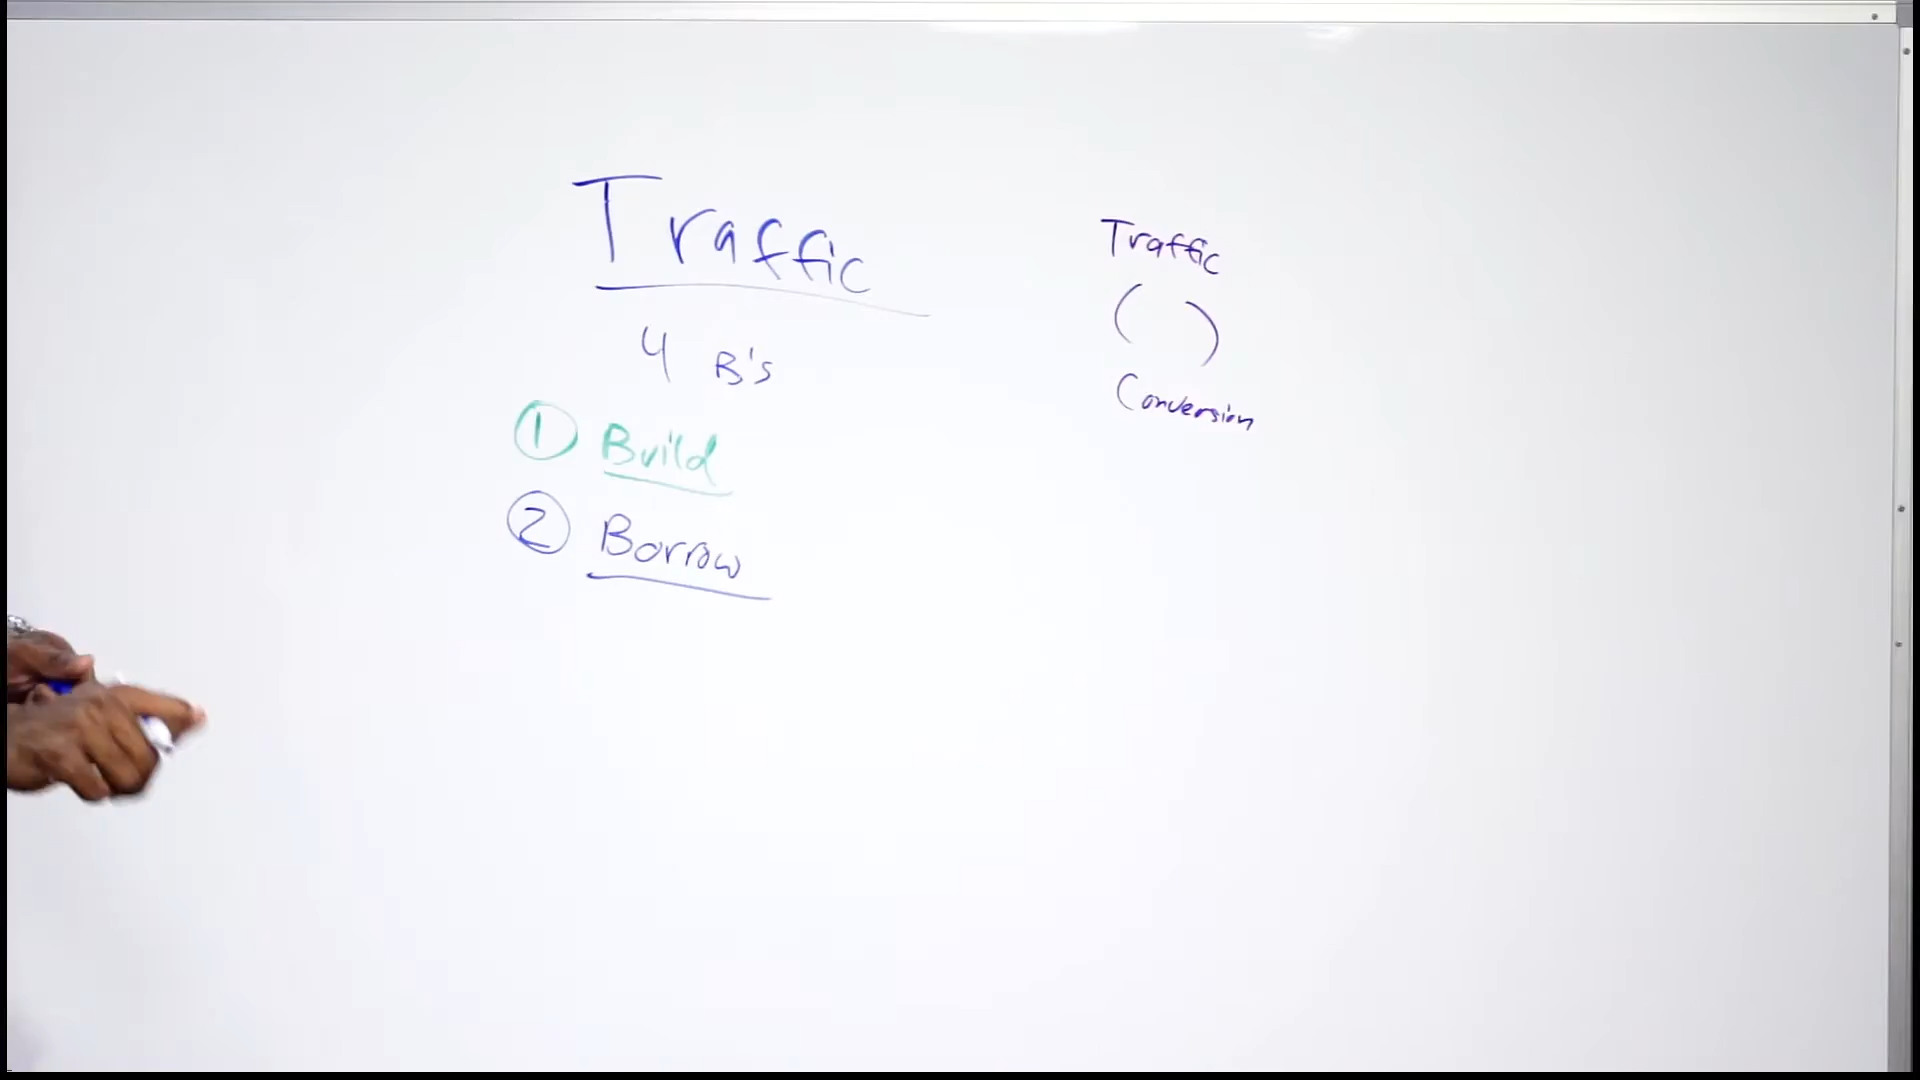 Traffic
4 B's
① Build
② Borrow
Traffic
( )
Conversion